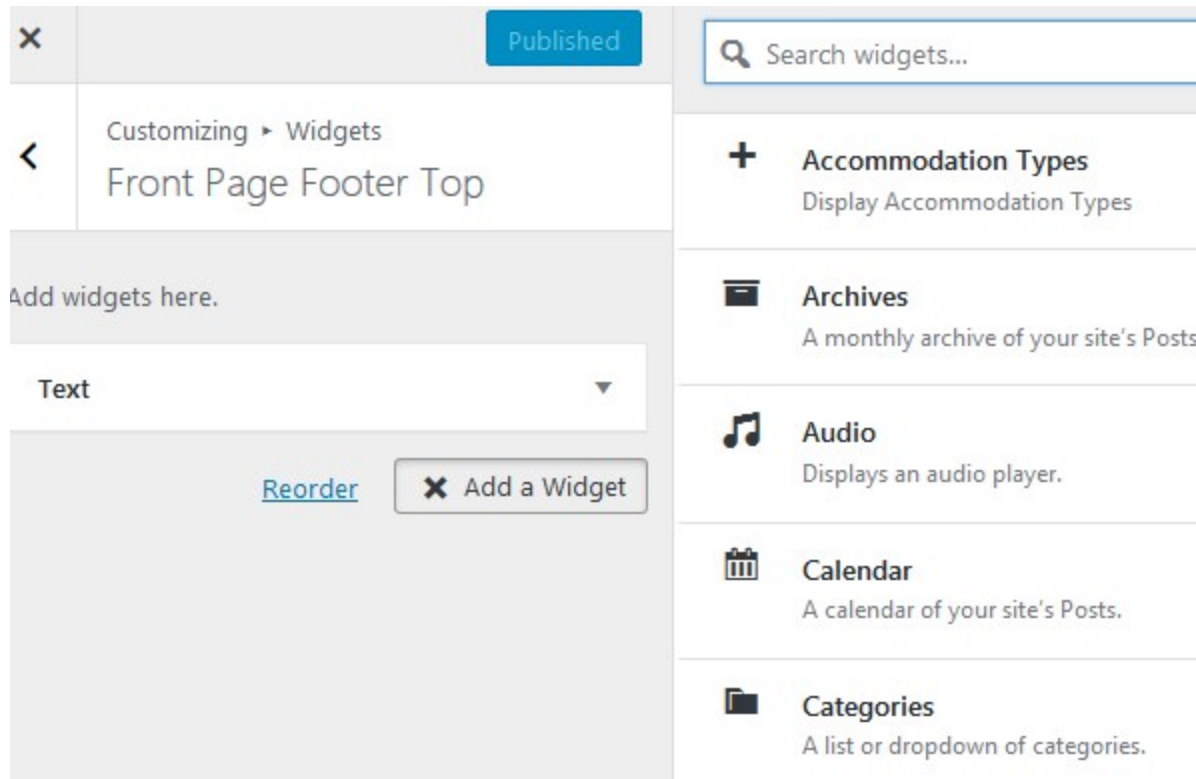 Published
Customizing ▸ Widgets
Front Page Footer Top
Add widgets here.
Text
Reorder
Add a Widget
Search widgets...
Accommodation Types
Display Accommodation Types
Archives
A monthly archive of your site's Posts
Audio
Displays an audio player.
Calendar
A calendar of your site's Posts.
Categories
A list or dropdown of categories.